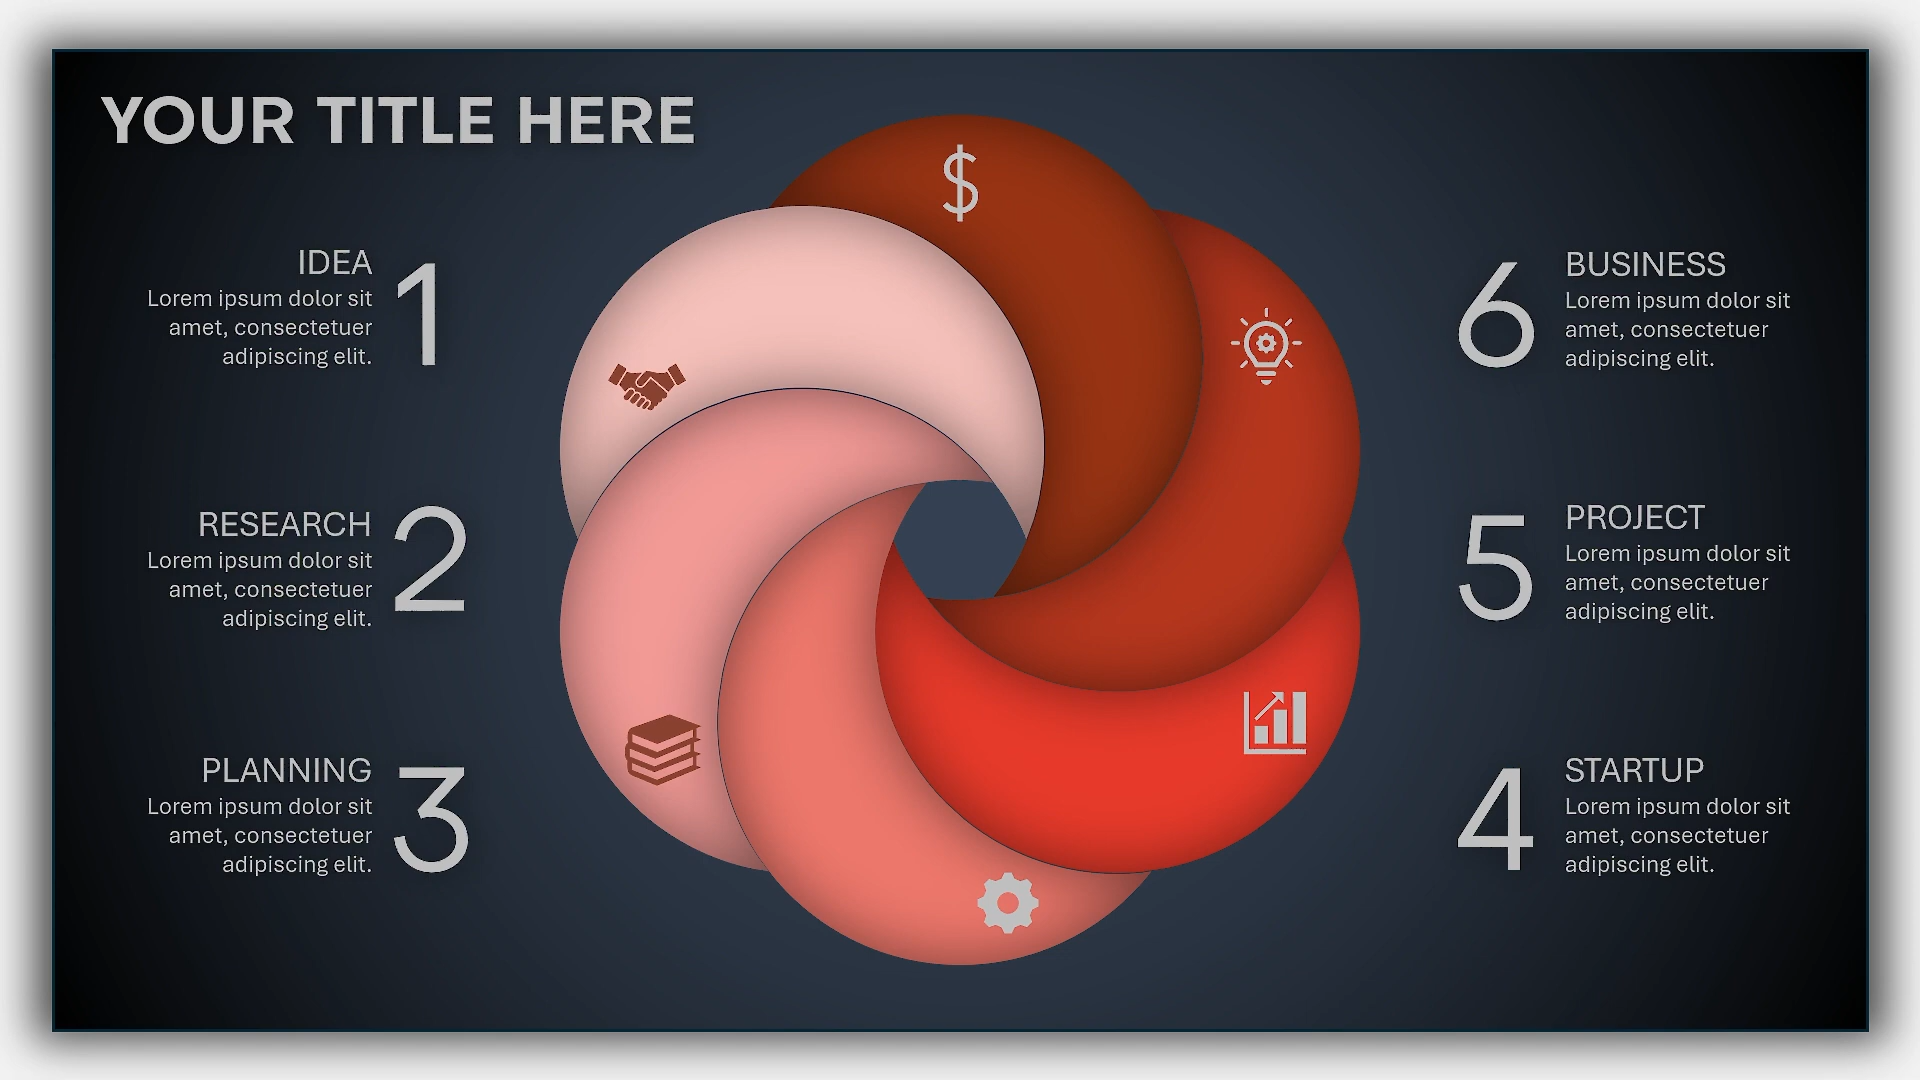 YOUR TITLE HERE
IDEA
Lorem ipsum dolor sit
amet, consectetuer
adipiscing elit.
1
RESEARCH
Lorem ipsum dolor sit
amet, consectetuer
adipiscing elit.
2
PLANNING
Lorem ipsum dolor sit
amet, consectetuer
adipiscing elit.
3
$
6
BUSINESS
Lorem ipsum dolor sit
amet, consectetuer
adipiscing elit.
5
PROJECT
Lorem ipsum dolor sit
amet, consectetuer
adipiscing elit.
4
STARTUP
Lorem ipsum dolor sit
amet, consectetuer
adipiscing elit.